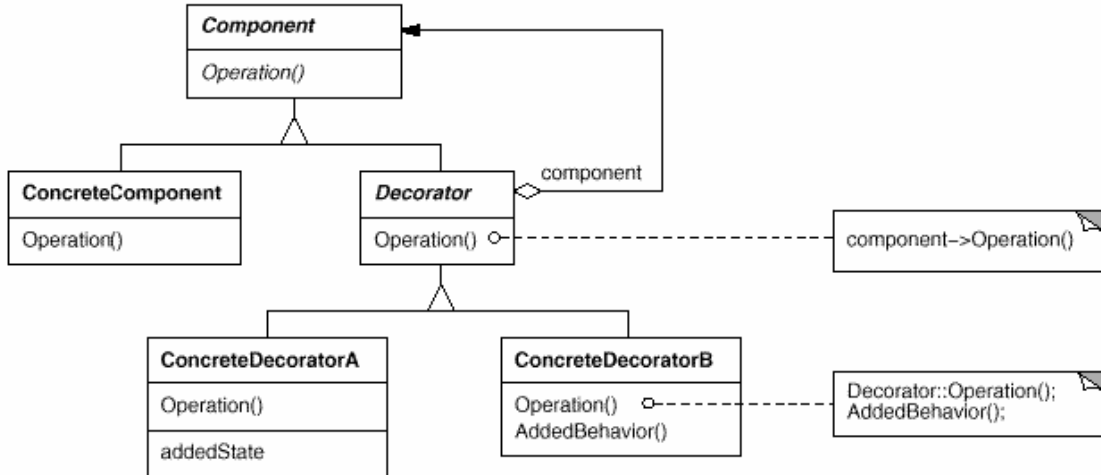 Component
Operation()
component
ConcreteComponent
Operation()
Decorator
Operation()
component->Operation()
ConcreteDecoratorA
Operation()
addedState
ConcreteDecoratorB
Operation()
AddedBehavior()
Decorator::Operation();
AddedBehavior();